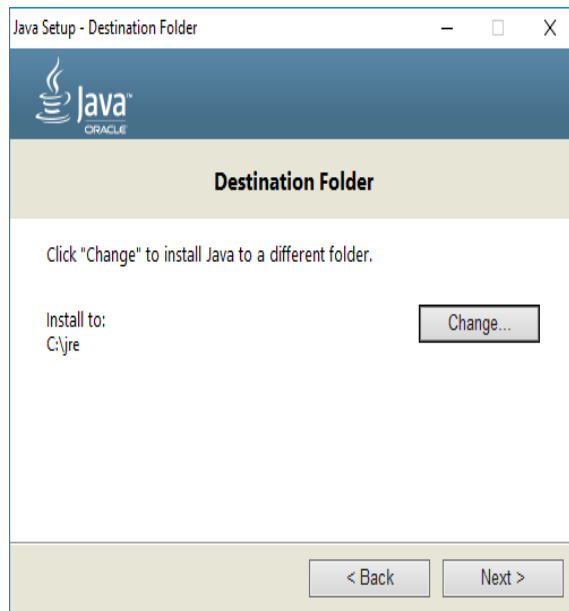 Java Setup - Destination Folder
Java™
ORACLE
Destination Folder
Click "Change" to install Java to a different folder.
Install to:
C:\jre
Change...
< Back
Next >